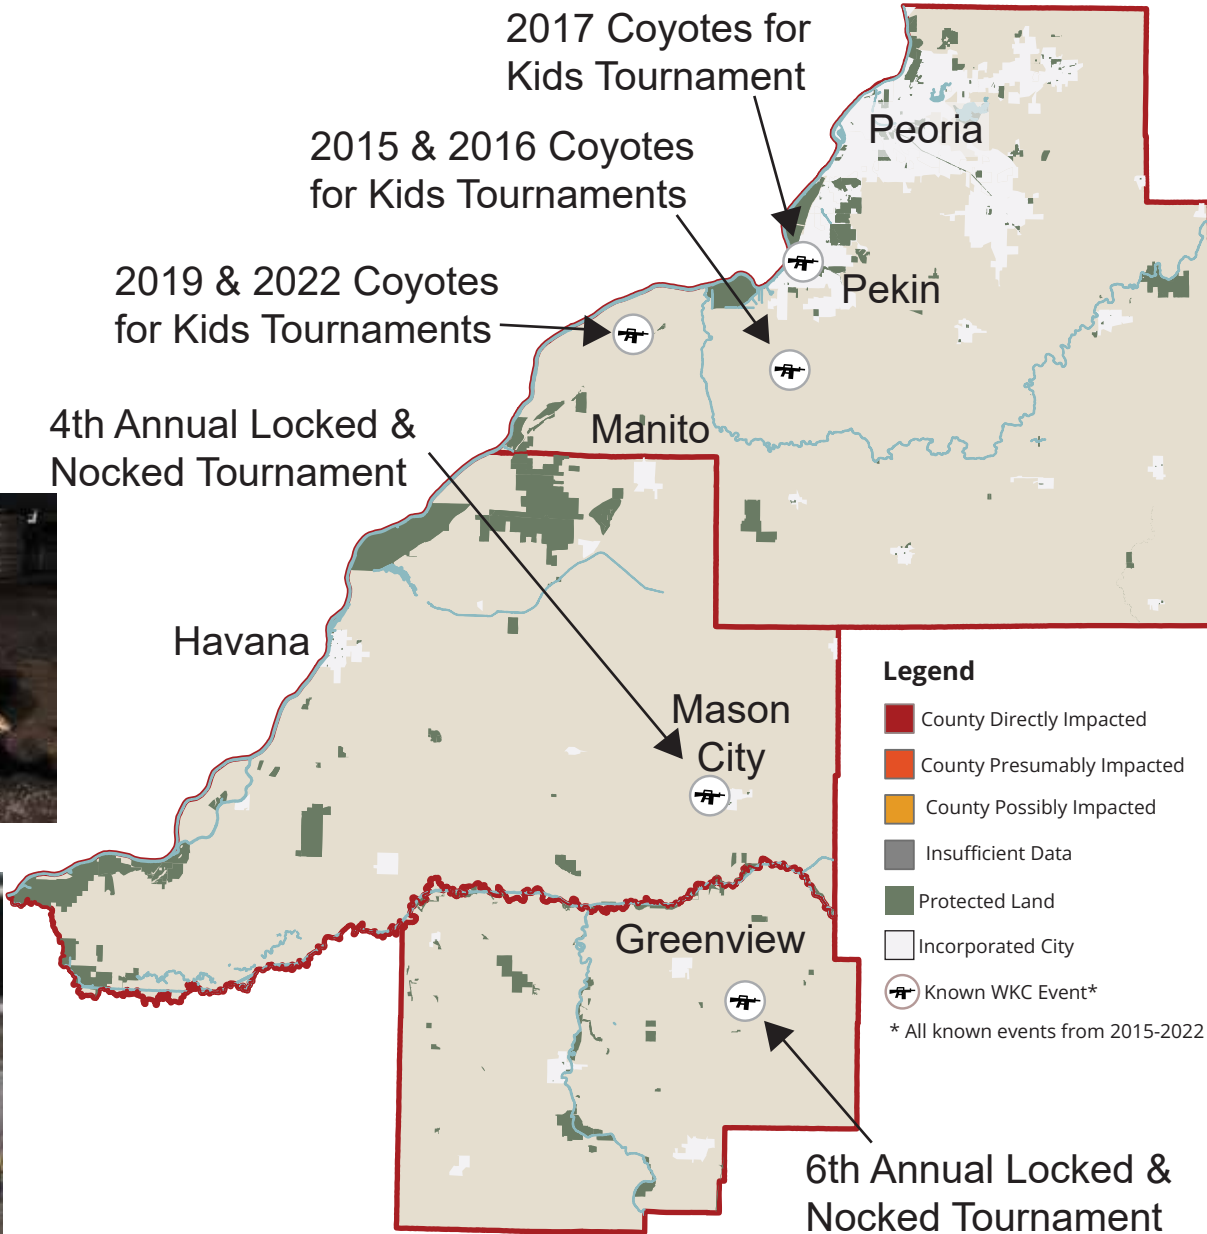 2017 Coyotes for
Kids Tournament
Peoria
2015 & 2016 Coyotes
for Kids Tournaments
2019 & 2022 Coyotes
for Kids Tournaments
Pekin
4th Annual Locked &
Nocked Tournament
Manito
Havana
Mason
City
Greenview
6th Annual Locked &
Nocked Tournament
Legend
County Directly Impacted
County Presumably Impacted
County Possibly Impacted
Insufficient Data
Protected Land
Incorporated City
Known WKC Event*
* All known events from 2015-2022